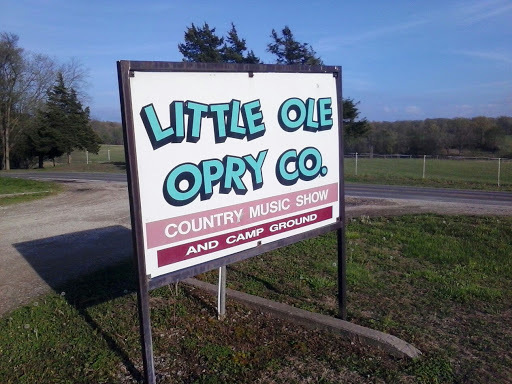 LITTLE OLE
OPRY CO.
COUNTRY MUSIC SHOW
AND CAMP GROUND